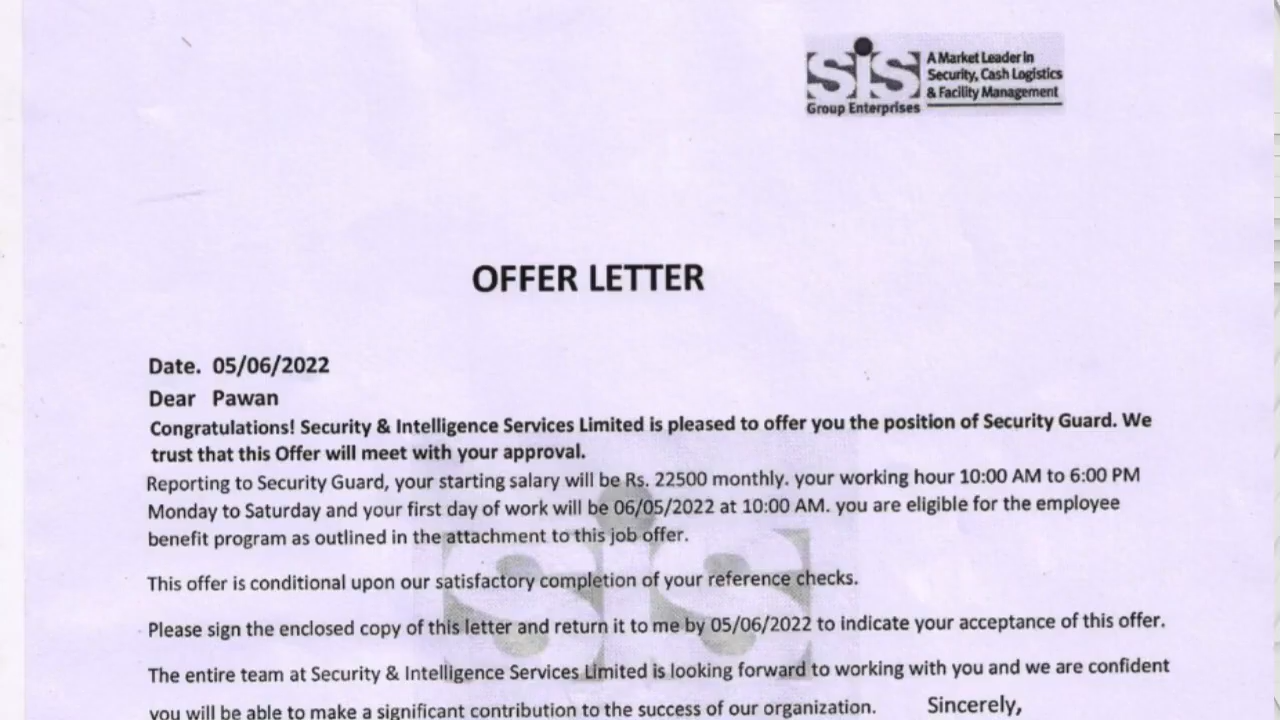 SiS
Group Enterprises
A Market Leader in
Security, Cash Logistics
& Facility Management
OFFER LETTER
Date. 05/06/2022
Dear Pawan
Congratulations! Security & Intelligence Services Limited is pleased to offer you the position of Security Guard. We
trust that this Offer will meet with your approval.
Reporting to Security Guard, your starting salary will be Rs. 22500 monthly. your working hour 10:00 AM to 6:00 PM
Monday to Saturday and your first day of work will be 06/05/2022 at 10:00 AM. you are eligible for the employee
benefit program as outlined in the attachment to this job offer.
This offer is conditional upon our satisfactory completion of your reference checks.
Please sign the enclosed copy of this letter and return it to me by 05/06/2022 to indicate your acceptance of this offer.
The entire team at Security & Intelligence Services Limited is looking forward to working with you and we are confident
you will be able to make a significant contribution to the success of our organization. Sincerely,
SiS